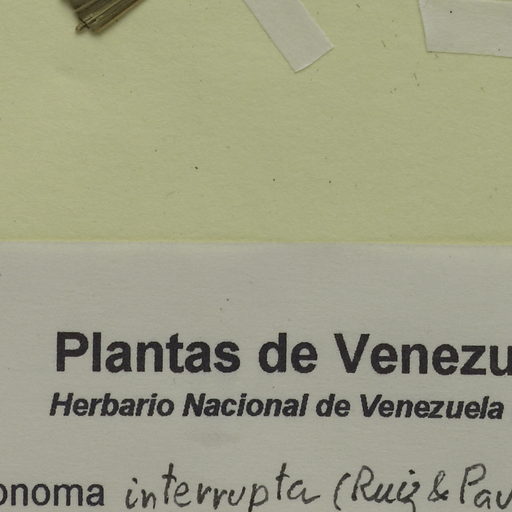 Plantas de Venezu
Herbario Nacional de Venezuela
onoma interrupta (Ruiz & Pav